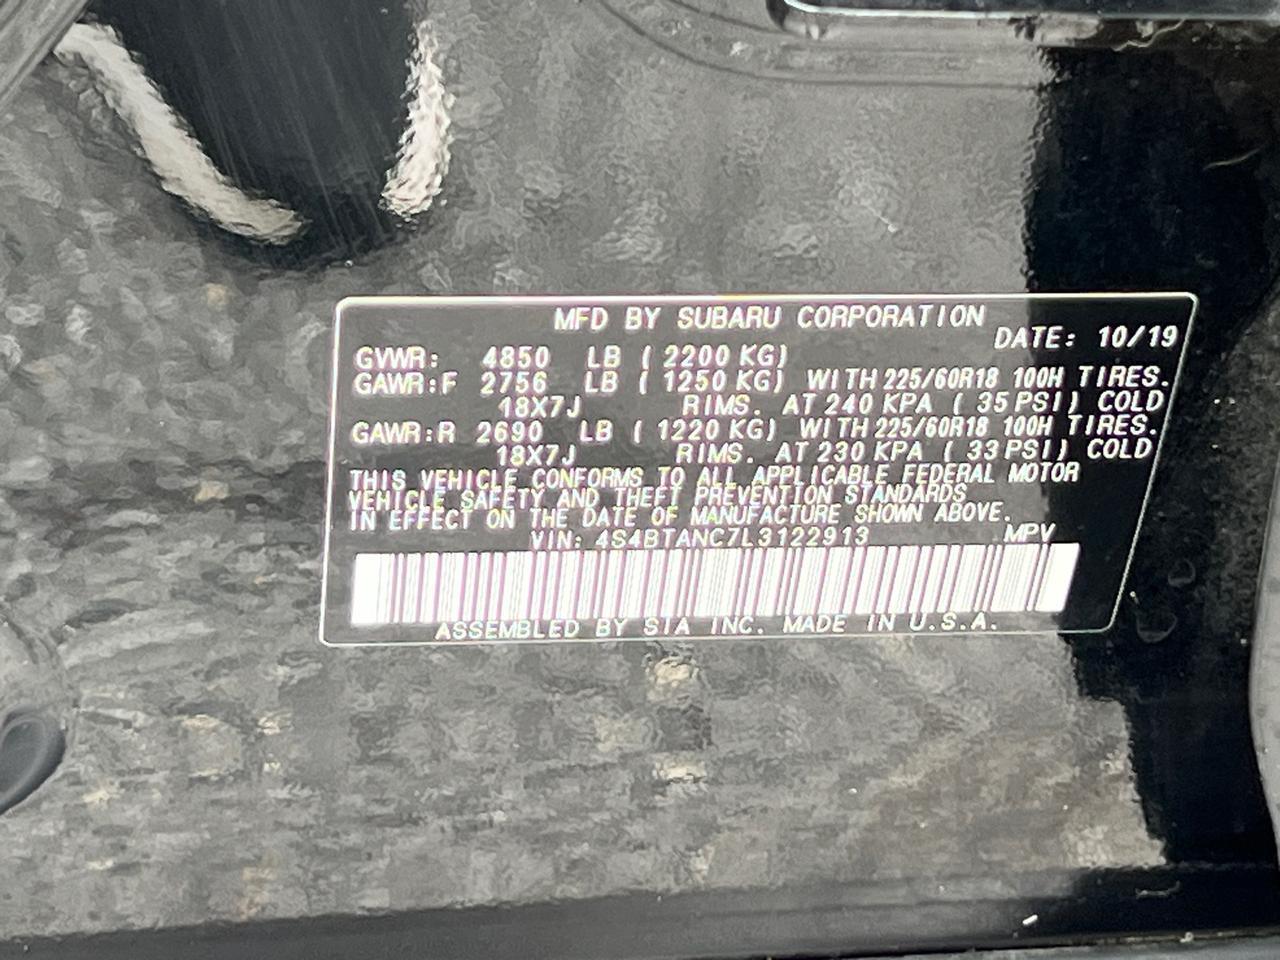 MFD BY SUBARU CORPORATION
DATE: 10/19
GVWR: 4850 LB ( 2200 KG)
GAWR:F 2756 LB ( 1250 KG) WITH 225/60R18 100H TIRES.
18X7J RIMS. AT 240 KPA ( 35 PSI) COLD
GAWR:R 2690 LB ( 1220 KG) WITH 225/60R18 100H TIRES.
18X7J RIMS. AT 230 KPA ( 33 PSI) COLD
THIS VEHICLE CONFORMS TO ALL APPLICABLE FEDERAL MOTOR
VEHICLE SAFETY AND THEFT PREVENTION STANDARDS
IN EFFECT ON THE DATE OF MANUFACTURE SHOWN ABOVE.
VIN: 4S4BTANC7L3122913 MPV
ASSEMBLED BY SIA INC. MADE IN U.S.A.